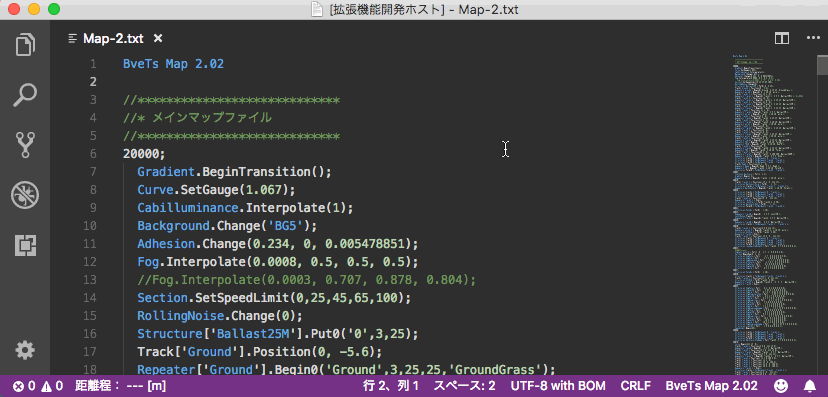 [拡張機能開発ホスト] - Map-2.txt
Map-2.txt
1 BveTs Map 2.02
2
3 //****************************
4 //* メインマップファイル
5 //****************************
6 20000;
7 Gradient.BeginTransition();
8 Curve.SetGauge(1.067);
9 Cabilluminance.Interpolate(1);
10 Background.Change('BG5');
11 Adhesion.Change(0.234, 0, 0.005478851);
12 Fog.Interpolate(0.0008, 0.5, 0.5, 0.5);
13 //Fog.Interpolate(0.0003, 0.707, 0.878, 0.804);
14 Section.SetSpeedLimit(0,25,45,65,100);
15 RollingNoise.Change(0);
16 Structure['Ballast25M'].Put0('0',3,25);
17 Track['Ground'].Position(0, -5.6);
18 Repeater['Ground'].Begin0('Ground',3,25,25,'GroundGrass');
0 0 距離程： --- [m] 行 2、列 1 スペース: 2 UTF-8 with BOM CRLF BveTs Map 2.02